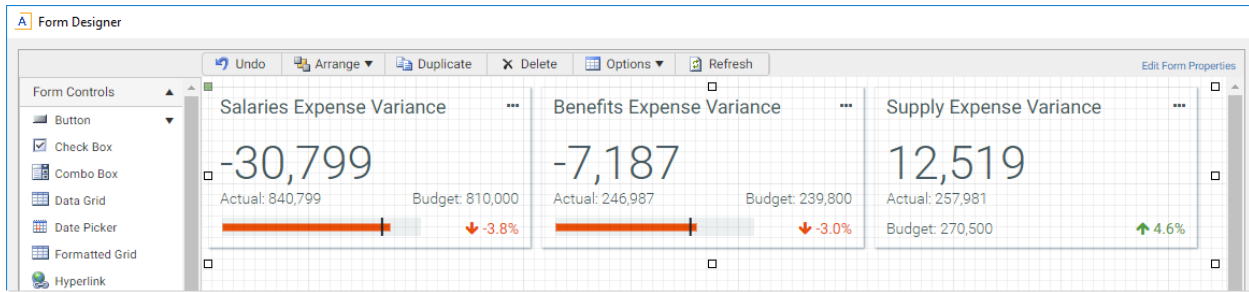 A Form Designer
Undo Arrange ▼ Duplicate X Delete Options ▼ Refresh Edit Form Properties
Form Controls ▲
Button ▼
Check Box
Combo Box
Data Grid
Date Picker
Formatted Grid
Hyperlink
Salaries Expense Variance ...
-30,799
Actual: 840,799 Budget: 810,000
-3.8%
Benefits Expense Variance ...
-7,187
Actual: 246,987 Budget: 239,800
-3.0%
Supply Expense Variance ...
12,519
Actual: 257,981
Budget: 270,500 4.6%